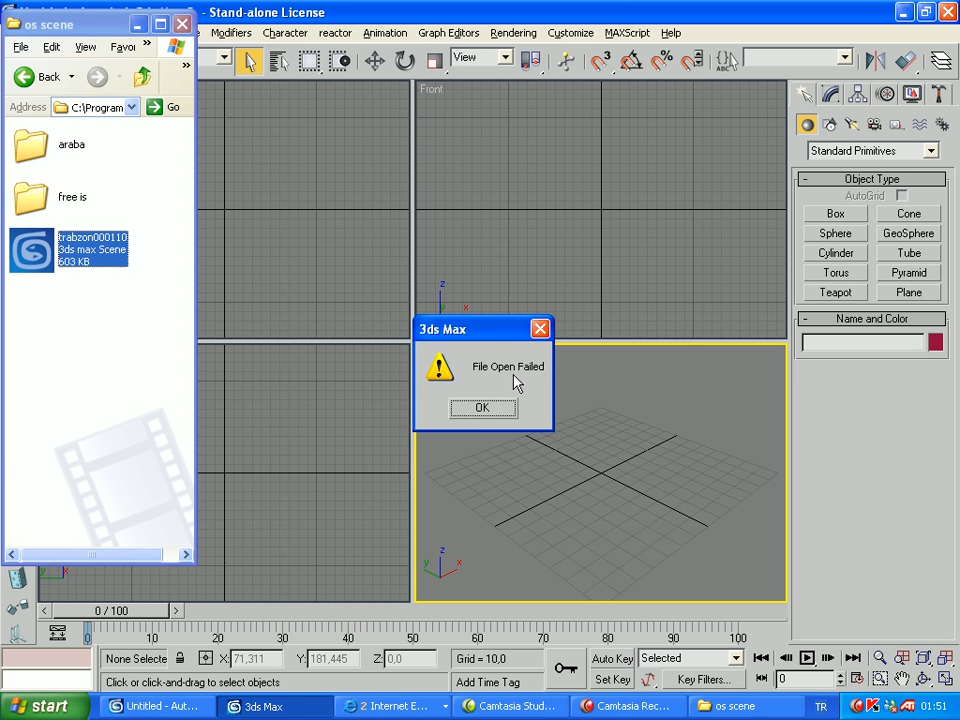 os scene
- Stand-alone License
File Edit View Favor »
Modifiers Character reactor Animation Graph Editors Rendering Customize MAXScript Help
Back
View
Address C:\Program Go
araba
free is
trabzon000110
3ds max Scene
603 KB
Front
z
x
Standard Primitives
- Object Type
AutoGrid
Box Cone
Sphere GeoSphere
Cylinder Tube
Torus Pyramid
Teapot Plane
- Name and Color
3ds Max
File Open Failed
OK
z
y x
x
0 / 100
0 10 20 30 40 50 60 70 80 90 100
None Selecte X: 71,311 Y: 181,445 Z: 0,0 Grid = 10,0 Auto Key Selected
Click or click-and-drag to select objects Add Time Tag Set Key Key Filters... 0
start Untitled - Aut... 3ds Max 2 Internet E... Camtasia Stud... Camtasia Rec... os scene TR 01:51